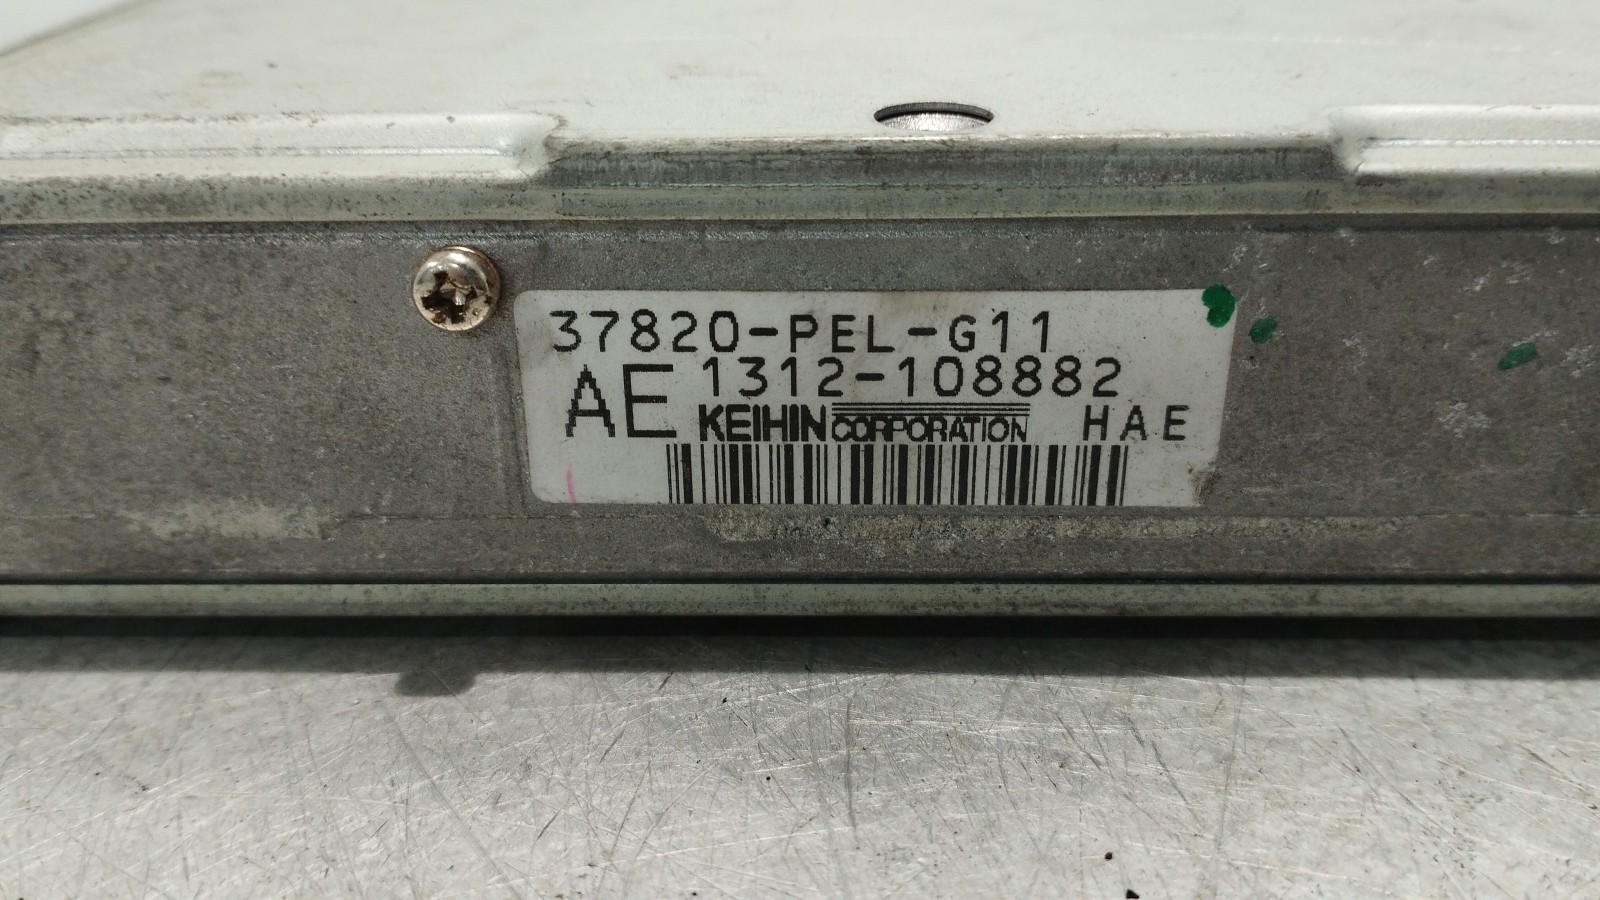 37820-PEL-G11
AE 1312-108882
KEIHIN CORPORATION HAE